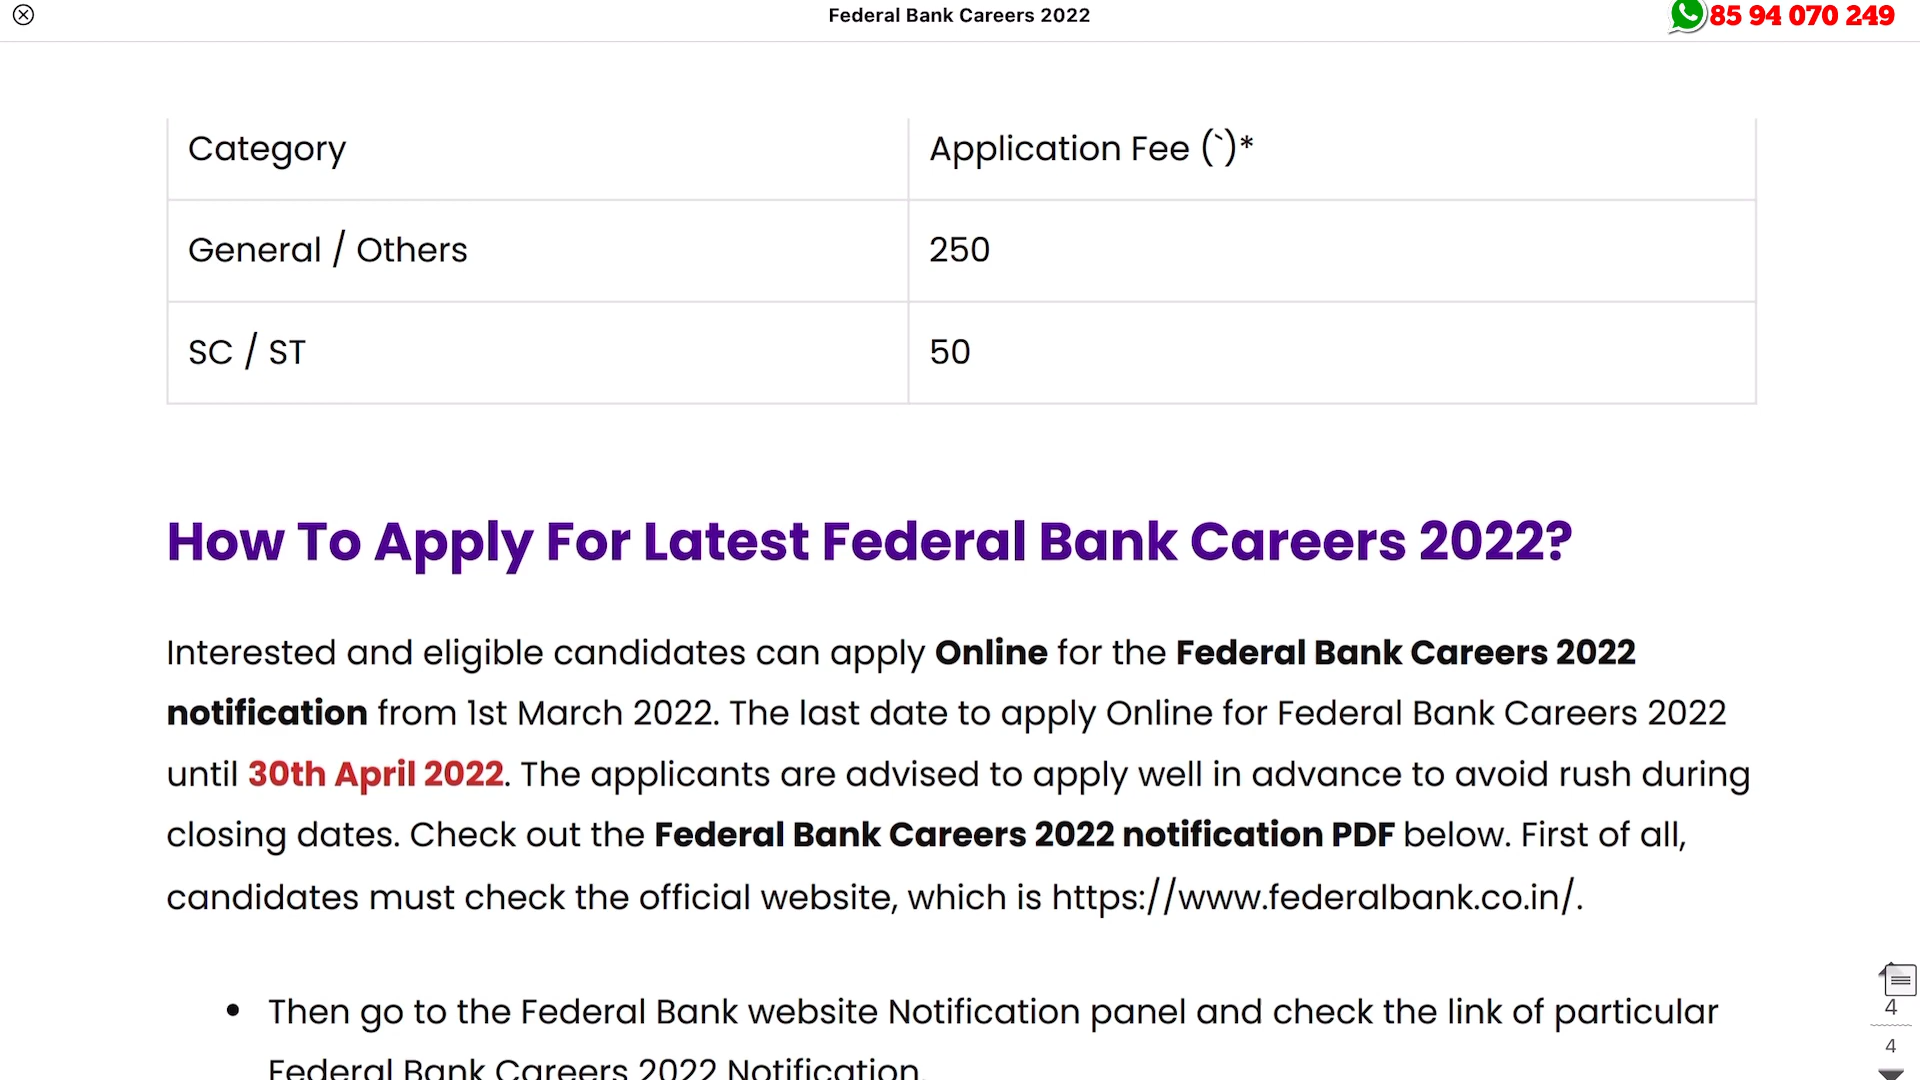 Federal Bank Careers 2022
85 94 070 249
Category
Application Fee (`)*
General / Others
250
SC / ST
50
How To Apply For Latest Federal Bank Careers 2022?
Interested and eligible candidates can apply Online for the Federal Bank Careers 2022
notification from 1st March 2022. The last date to apply Online for Federal Bank Careers 2022
until 30th April 2022. The applicants are advised to apply well in advance to avoid rush during
closing dates. Check out the Federal Bank Careers 2022 notification PDF below. First of all,
candidates must check the official website, which is https://www.federalbank.co.in/.
• Then go to the Federal Bank website Notification panel and check the link of particular
Federal Bank Careers 2022 Notification.
4
4